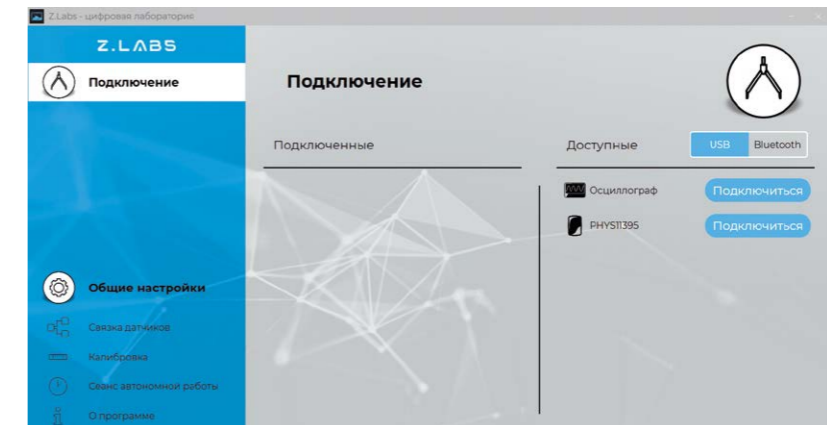 Z.Labs - цифровая лаборатория
Z.LABS
Подключение
Общие настройки
Связка датчиков
Калибровка
Сеанс автономной работы
О программе
Подключение
Подключенные
Доступные
USB Bluetooth
Осциллограф Подключиться
PHYS11395 Подключиться